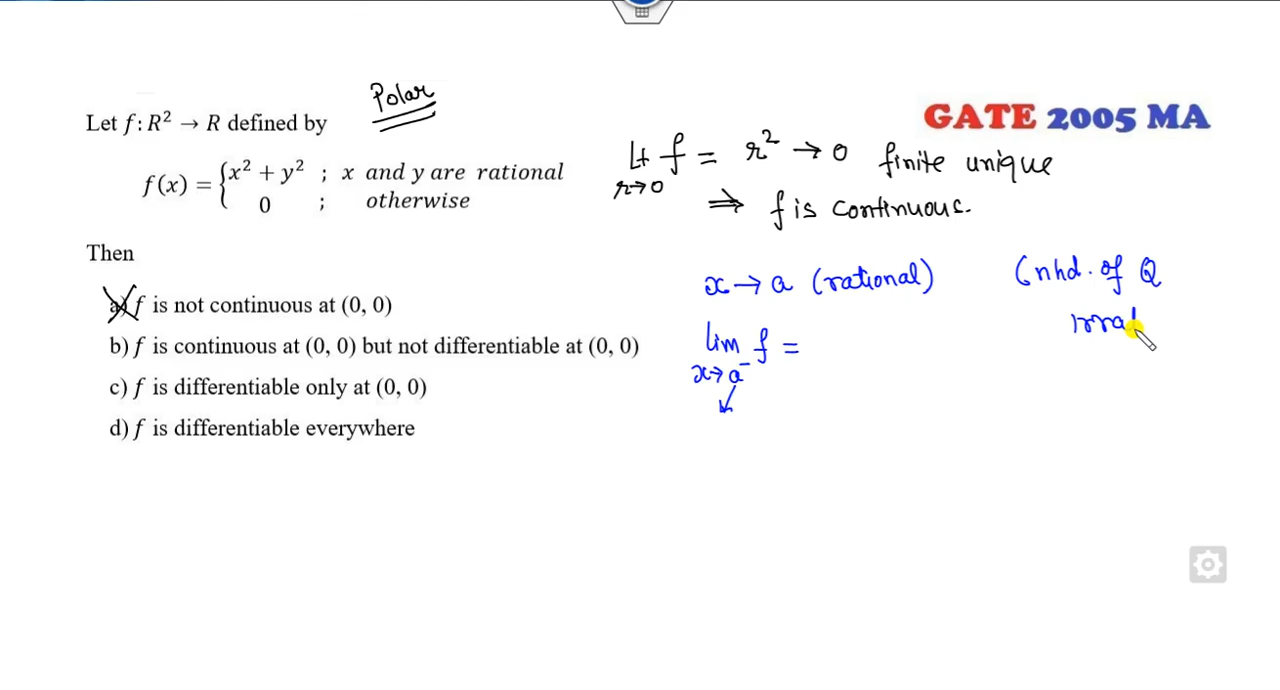 Polar
GATE 2005 MA
Let f: R² → R defined by
f(x) = {x² + y² ; x and y are rational
0 ; otherwise
Lt f = r² → 0 finite unique
r→0
⇒ f is continuous.
Then
x → a (rational) (nhd. of Q
a) f is not continuous at (0, 0)
b) f is continuous at (0, 0) but not differentiable at (0, 0)
lim f =
x→a⁻
c) f is differentiable only at (0, 0)
d) f is differentiable everywhere